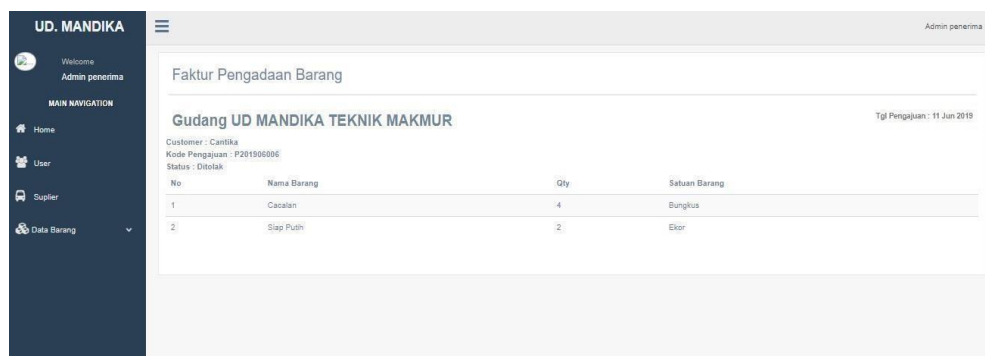 UD. MANDIKA
Admin penerima
Welcome
Admin penerima
MAIN NAVIGATION
Home
User
Suplier
Data Barang
Faktur Pengadaan Barang
Gudang UD MANDIKA TEKNIK MAKMUR
Tgl Pengajuan : 11 Jun 2019
Customer : Cantika
Kode Pengajuan : P201906006
Status : Ditolak
No Nama Barang Qty Satuan Barang
1 Cacalan 4 Bungkus
2 Siap Putih 2 Ekor